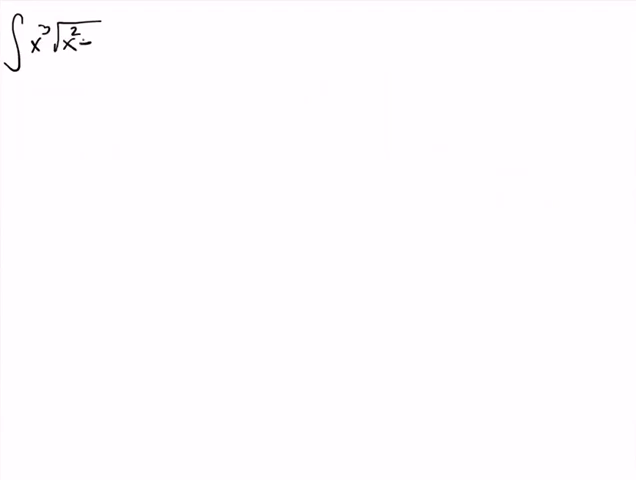 ∫ x³ √(x² -